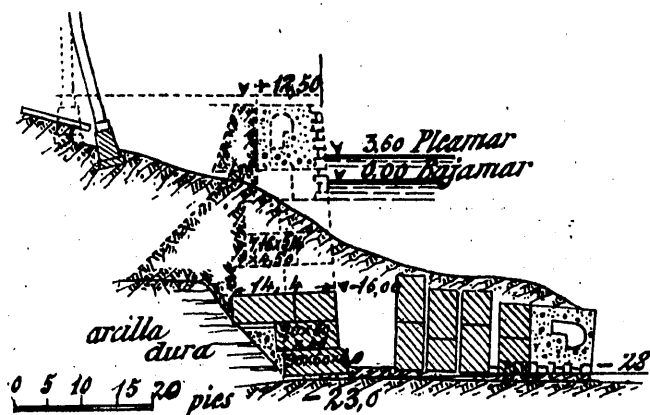 + 12,50
3,60 Pleamar
0,00 Bajamar
14, 4
-16,00
arcilla
dura
- 28
0 5 10 15 20 pies
- 23,0